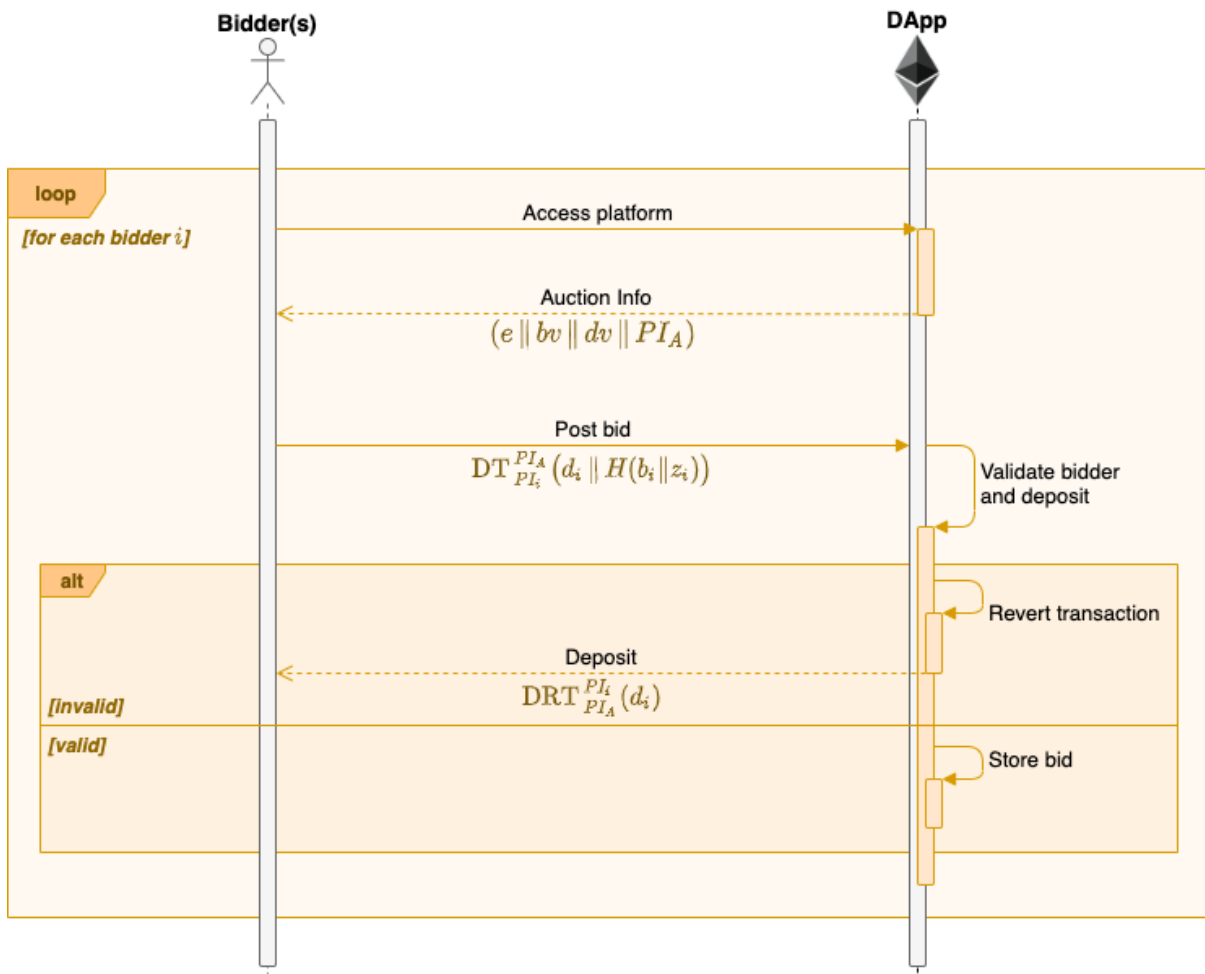 Bidder(s)
DApp
loop
[for each bidder i]
Access platform
Auction Info
(e ∥ bv ∥ dv ∥ PI_A)
Post bid
DT^{PI_A}_{PI_i}(d_i ∥ H(b_i∥z_i))
Validate bidder
and deposit
alt
Revert transaction
Deposit
DRT^{PI_i}_{PI_A}(d_i)
[invalid]
[valid]
Store bid